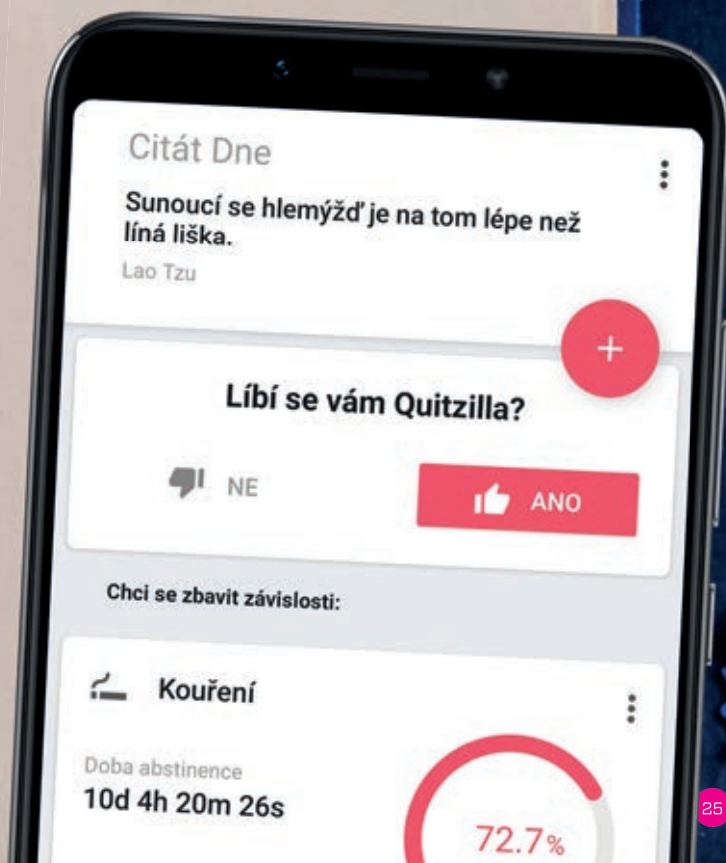 Citát Dne
Sunoucí se hlemýžď je na tom lépe než
líná liška.
Lao Tzu
+
Líbí se vám Quitzilla?
NE
ANO
Chci se zbavit závislosti:
Kouření
Doba abstinence
10d 4h 20m 26s
72.7%
25